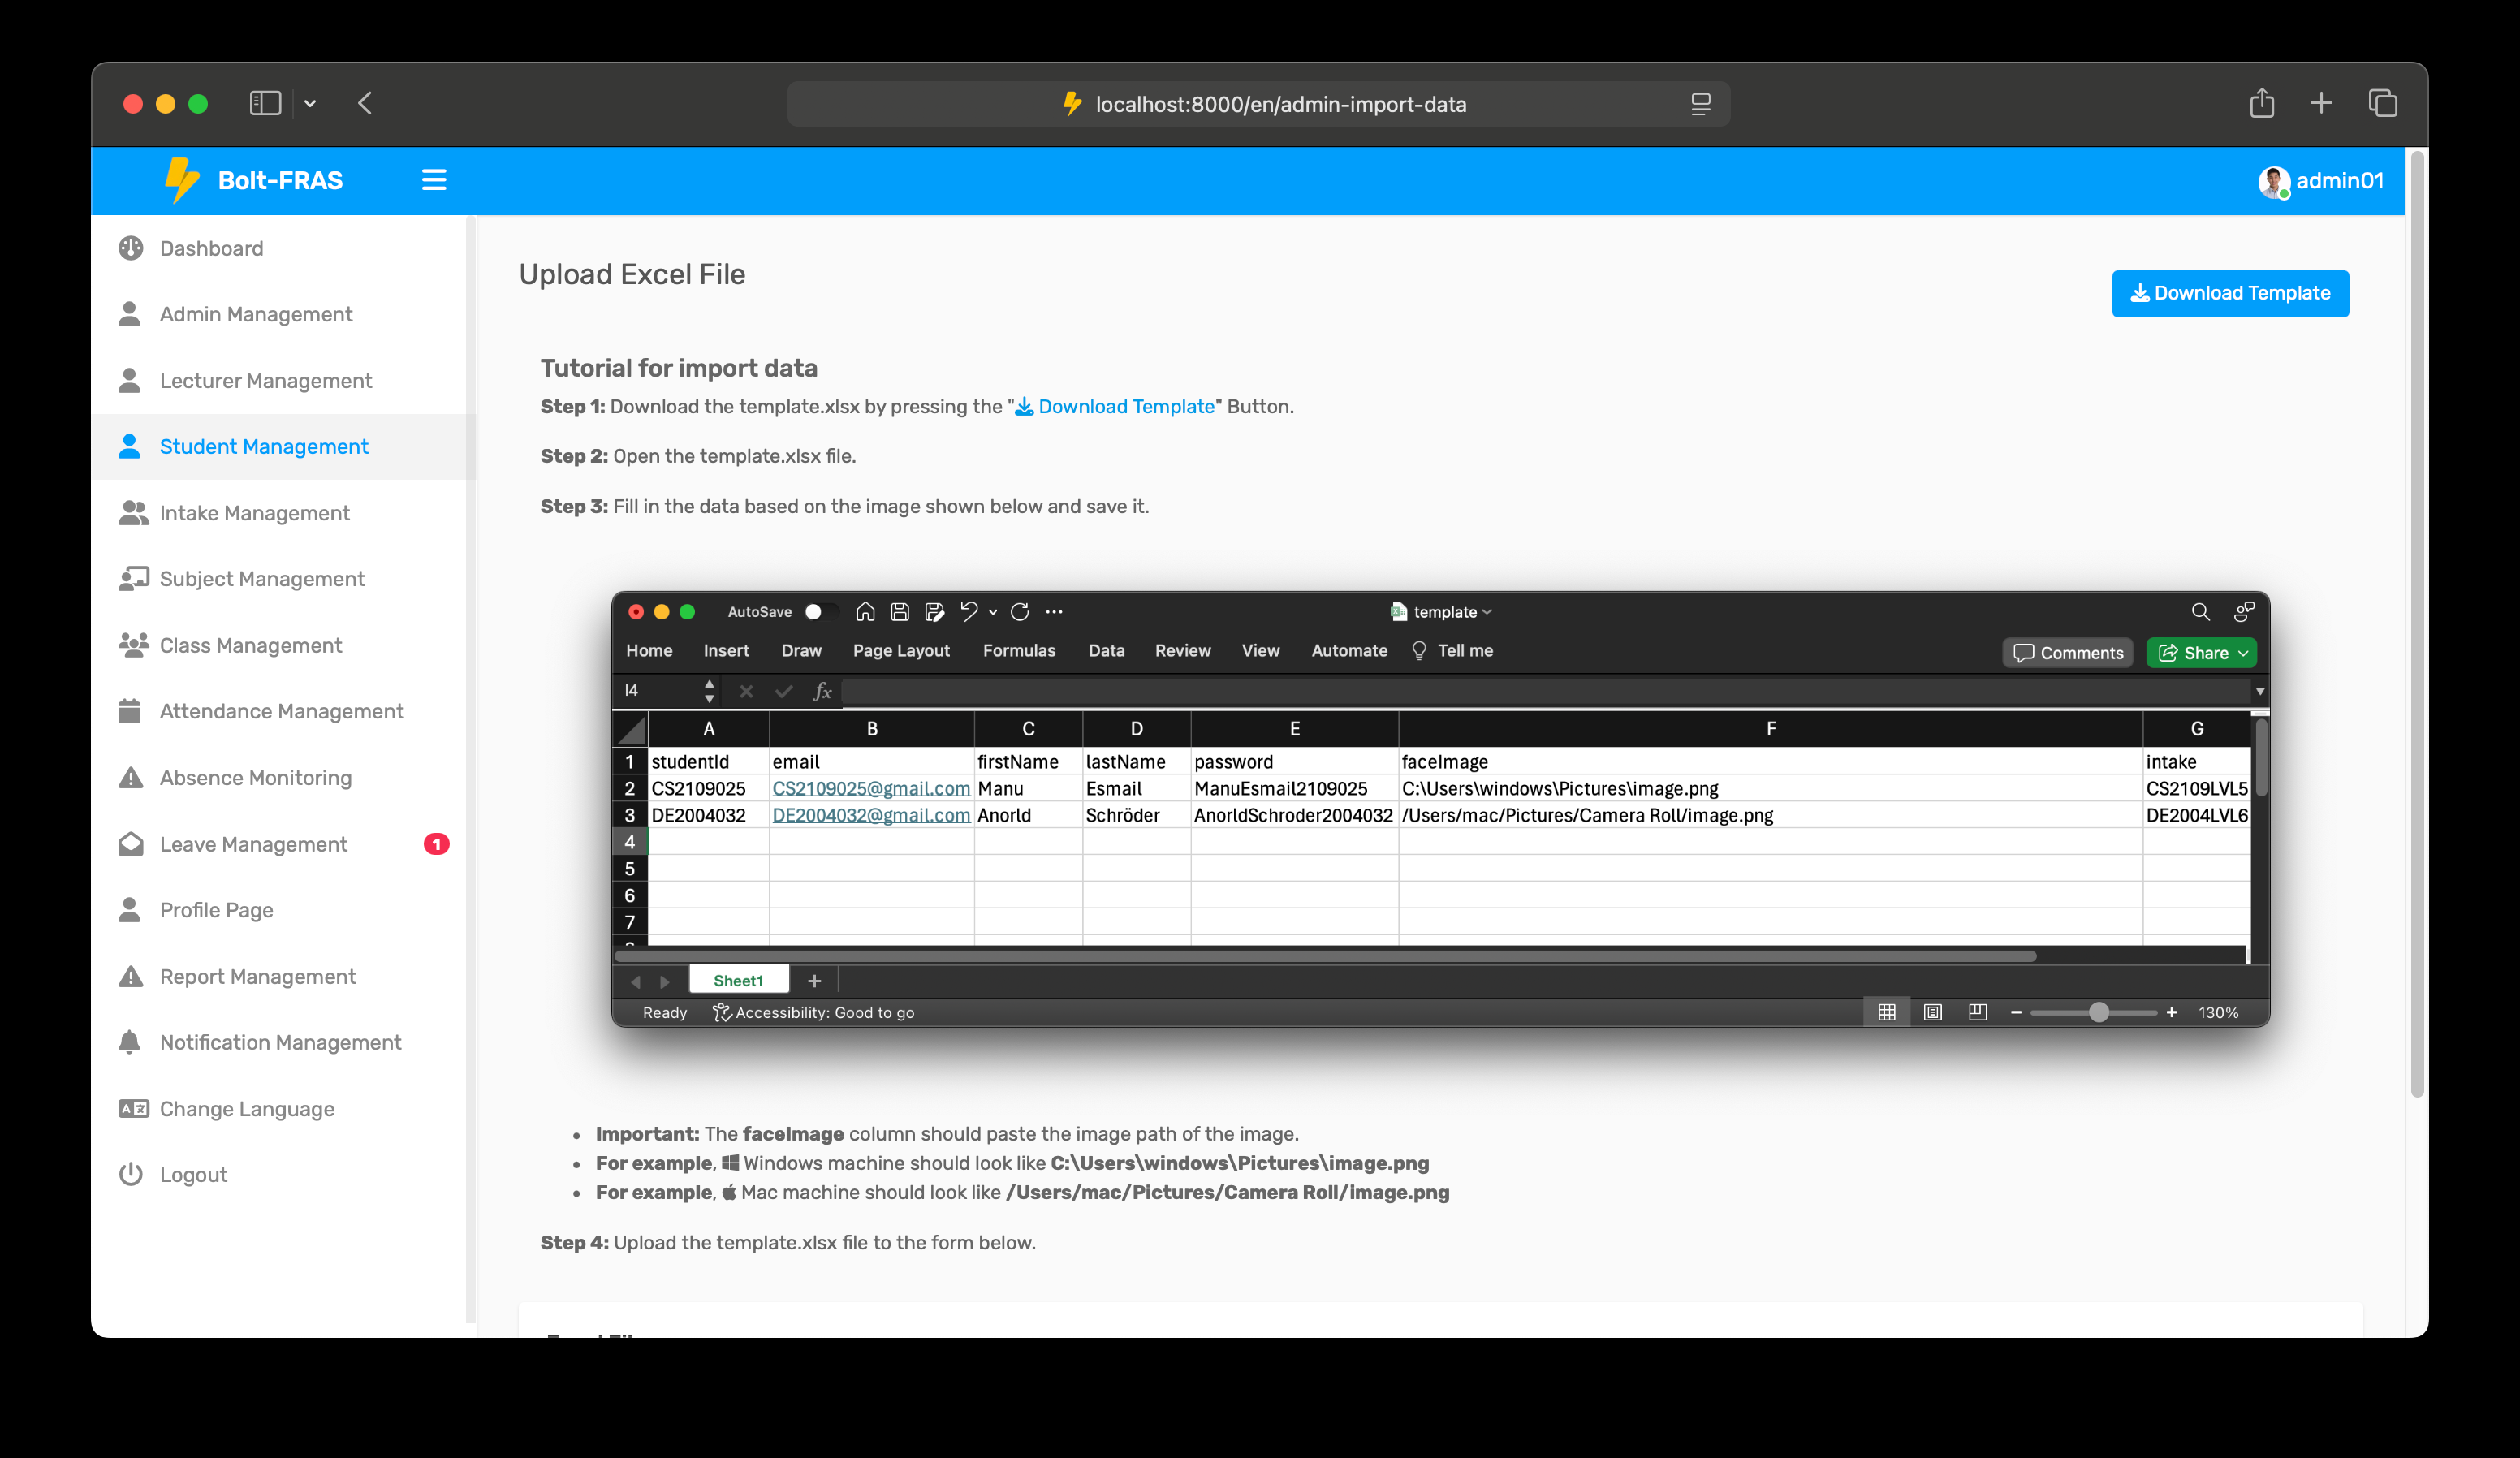 localhost:8000/en/admin-import-data
Bolt-FRAS
admin01
Dashboard
Admin Management
Lecturer Management
Student Management
Intake Management
Subject Management
Class Management
Attendance Management
Absence Monitoring
Leave Management 1
Profile Page
Report Management
Notification Management
Change Language
Logout
Upload Excel File
Download Template
Tutorial for import data
Step 1: Download the template.xlsx by pressing the "Download Template" Button.
Step 2: Open the template.xlsx file.
Step 3: Fill in the data based on the image shown below and save it.
AutoSave template
Home Insert Draw Page Layout Formulas Data Review View Automate Tell me Comments Share
I4 fx
A B C D E F G
1 studentId email firstName lastName password faceImage intake
2 CS2109025 CS2109025@gmail.com Manu Esmail ManuEsmail2109025 C:\Users\windows\Pictures\image.png CS2109LVL5
3 DE2004032 DE2004032@gmail.com Anorld Schröder AnorldSchroder2004032 /Users/mac/Pictures/Camera Roll/image.png DE2004LVL6
4
5
6
7
Sheet1
Ready Accessibility: Good to go 130%
Important: The faceImage column should paste the image path of the image.
For example, Windows machine should look like C:\Users\windows\Pictures\image.png
For example, Mac machine should look like /Users/mac/Pictures/Camera Roll/image.png
Step 4: Upload the template.xlsx file to the form below.